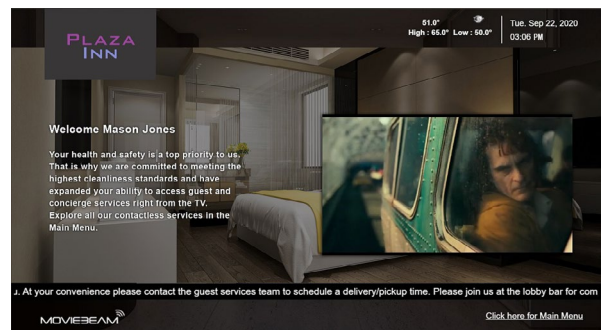 PLAZA
INN
51.0°
High : 65.0° Low : 50.0°
Tue. Sep 22, 2020
03:06 PM
Welcome Mason Jones
Your health and safety is a top priority to us.
That is why we are committed to meeting the
highest cleanliness standards and have
expanded your ability to access guest and
concierge services right from the TV.
Explore all our contactless services in the
Main Menu.
u. At your convenience please contact the guest services team to schedule a delivery/pickup time. Please join us at the lobby bar for com
MOVIEBEAM
Click here for Main Menu